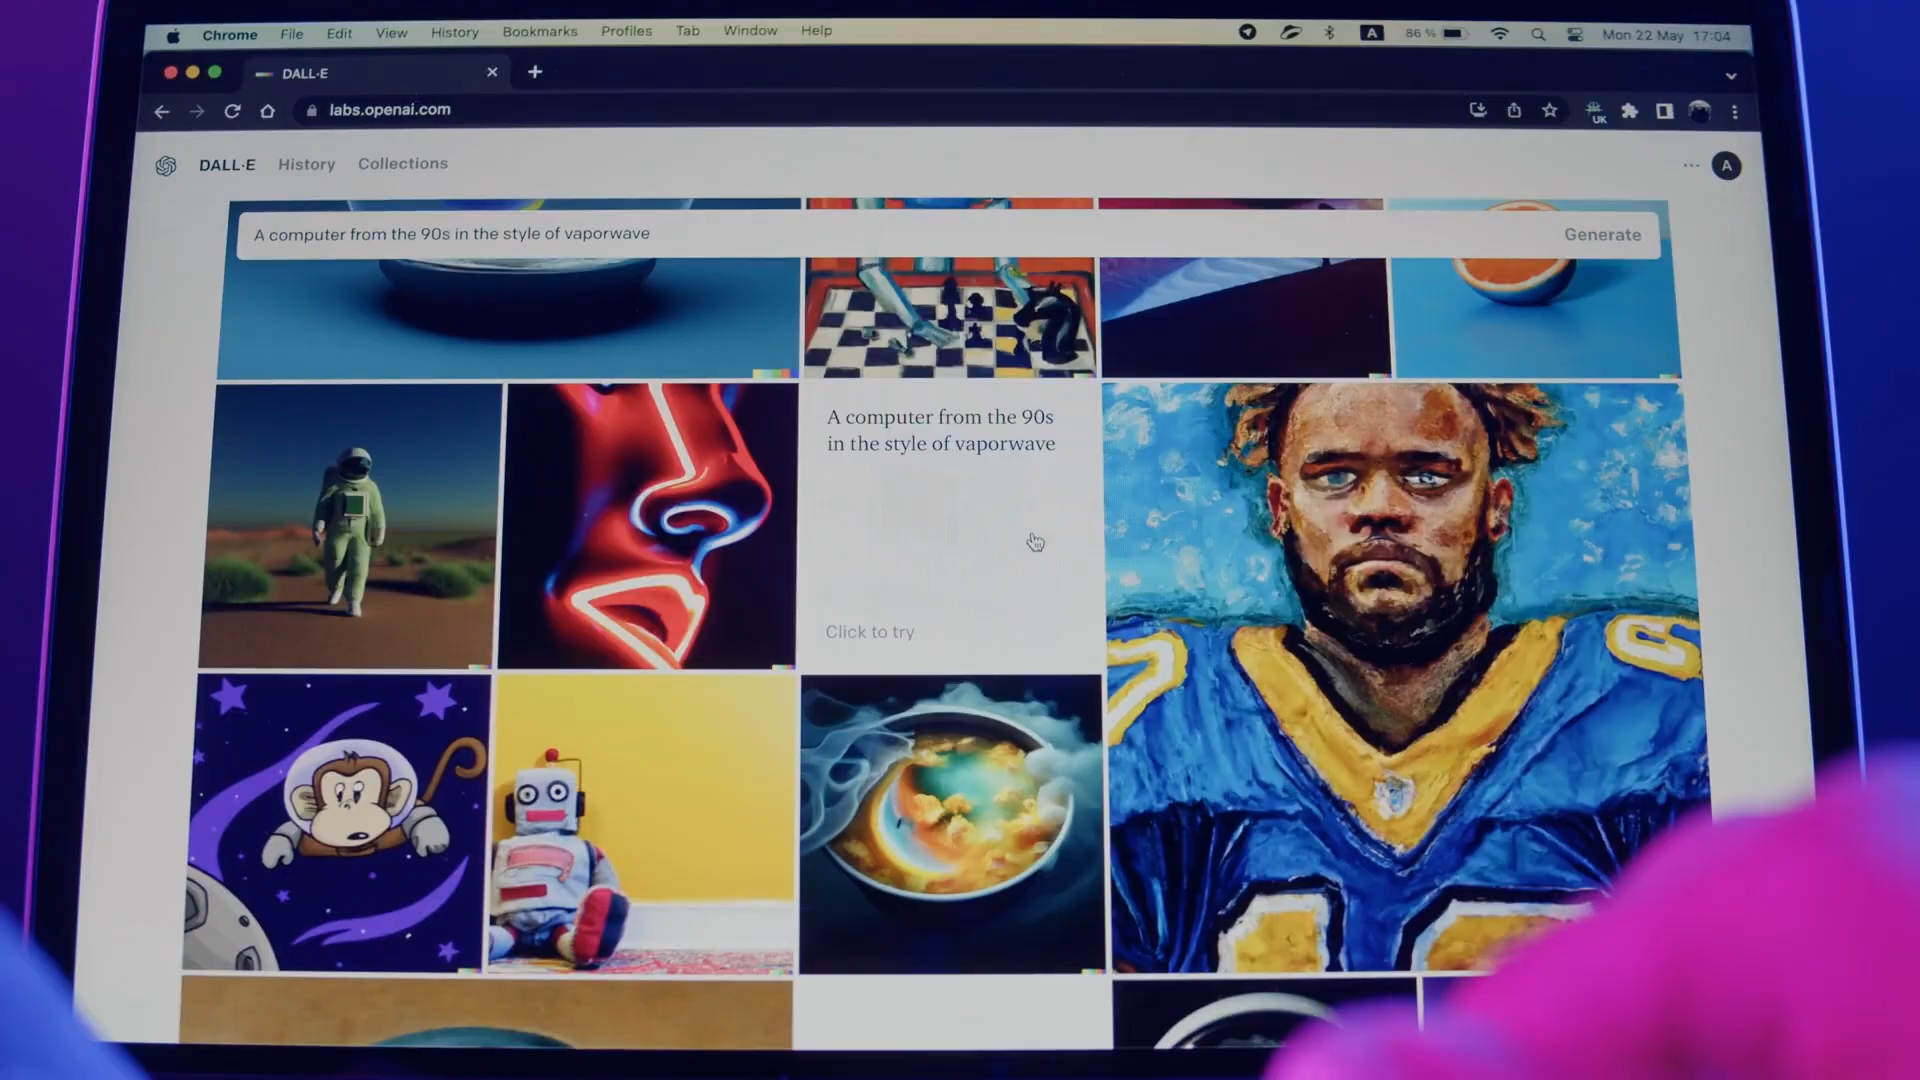 Chrome File Edit View History Bookmarks Profiles Tab Window Help A 86 % Mon 22 May 17:04
DALL·E
labs.openai.com
UK
DALL·E History Collections
A
A computer from the 90s in the style of vaporwave Generate
A computer from the 90s
in the style of vaporwave
Click to try